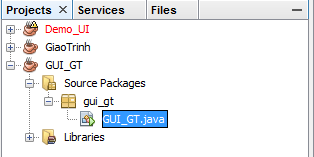 Projects Services Files
Demo_UI
GiaoTrinh
GUI_GT
Source Packages
gui_gt
GUI_GT.java
Libraries